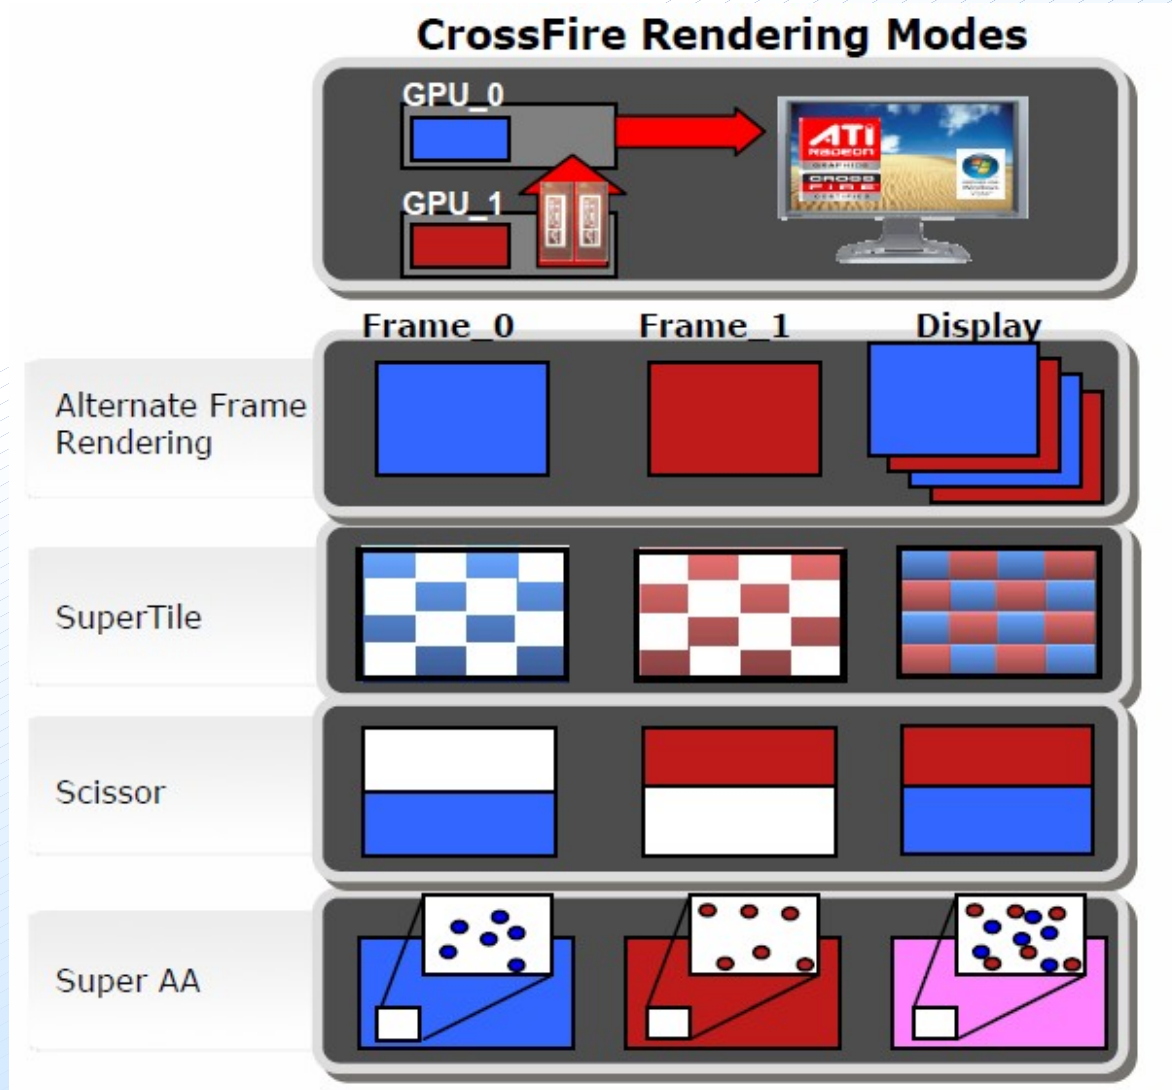 CrossFire Rendering Modes
GPU_0
GPU_1
ATI
RADEON
GRAPHICS
CROSS
FIRE
CERTIFIED
Frame_0
Frame_1
Display
Alternate Frame
Rendering
SuperTile
Scissor
Super AA